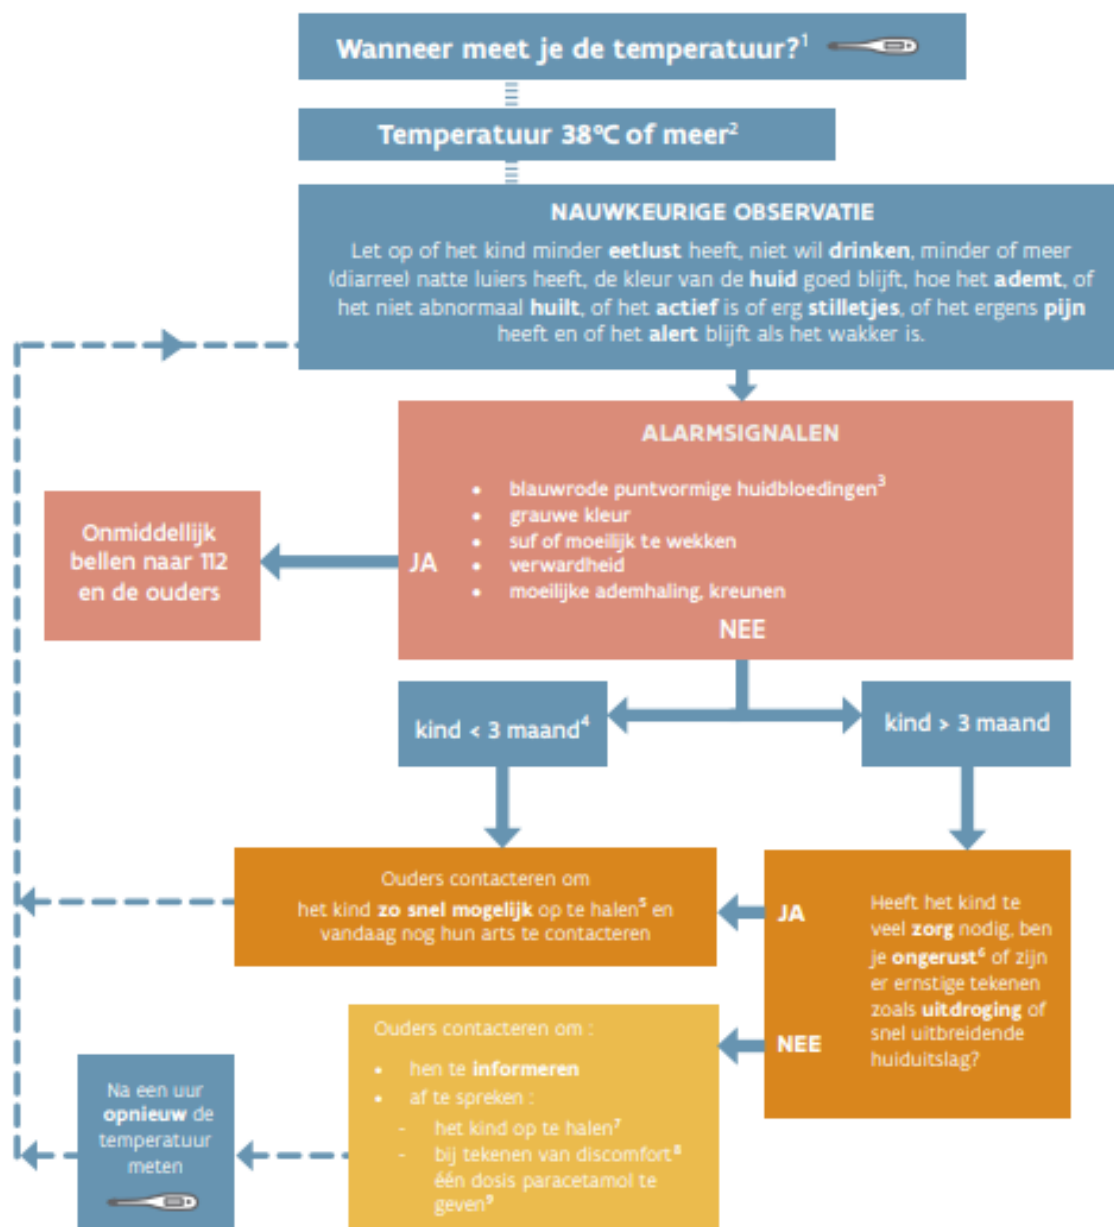 Wanneer meet je de temperatuur?¹
Temperatuur 38°C of meer²
NAUWKEURIGE OBSERVATIE
Let op of het kind minder eetlust heeft, niet wil drinken, minder of meer
(diarree) natte luiers heeft, de kleur van de huid goed blijft, hoe het ademt, of
het niet abnormaal huilt, of het actief is of erg stilletjes, of het ergens pijn
heeft en of het alert blijft als het wakker is.
ALARMSIGNALEN
• blauwrode puntvormige huidbloedingen³
• grauwe kleur
• suf of moeilijk te wekken
• verwardheid
• moeilijke ademhaling, kreunen
JA
NEE
Onmiddellijk
bellen naar 112
en de ouders
kind < 3 maand⁴
kind > 3 maand
Ouders contacteren om
het kind zo snel mogelijk op te halen⁵ en
vandaag nog hun arts te contacteren
JA
NEE
Heeft het kind te
veel zorg nodig, ben
je ongerust⁶ of zijn
er ernstige tekenen
zoals uitdroging of
snel uitbreidende
huiduitslag?
Ouders contacteren om :
• hen te informeren
• af te spreken :
- het kind op te halen⁷
- bij tekenen van discomfort⁸
één dosis paracetamol te
geven⁹
Na een uur
opnieuw de
temperatuur
meten